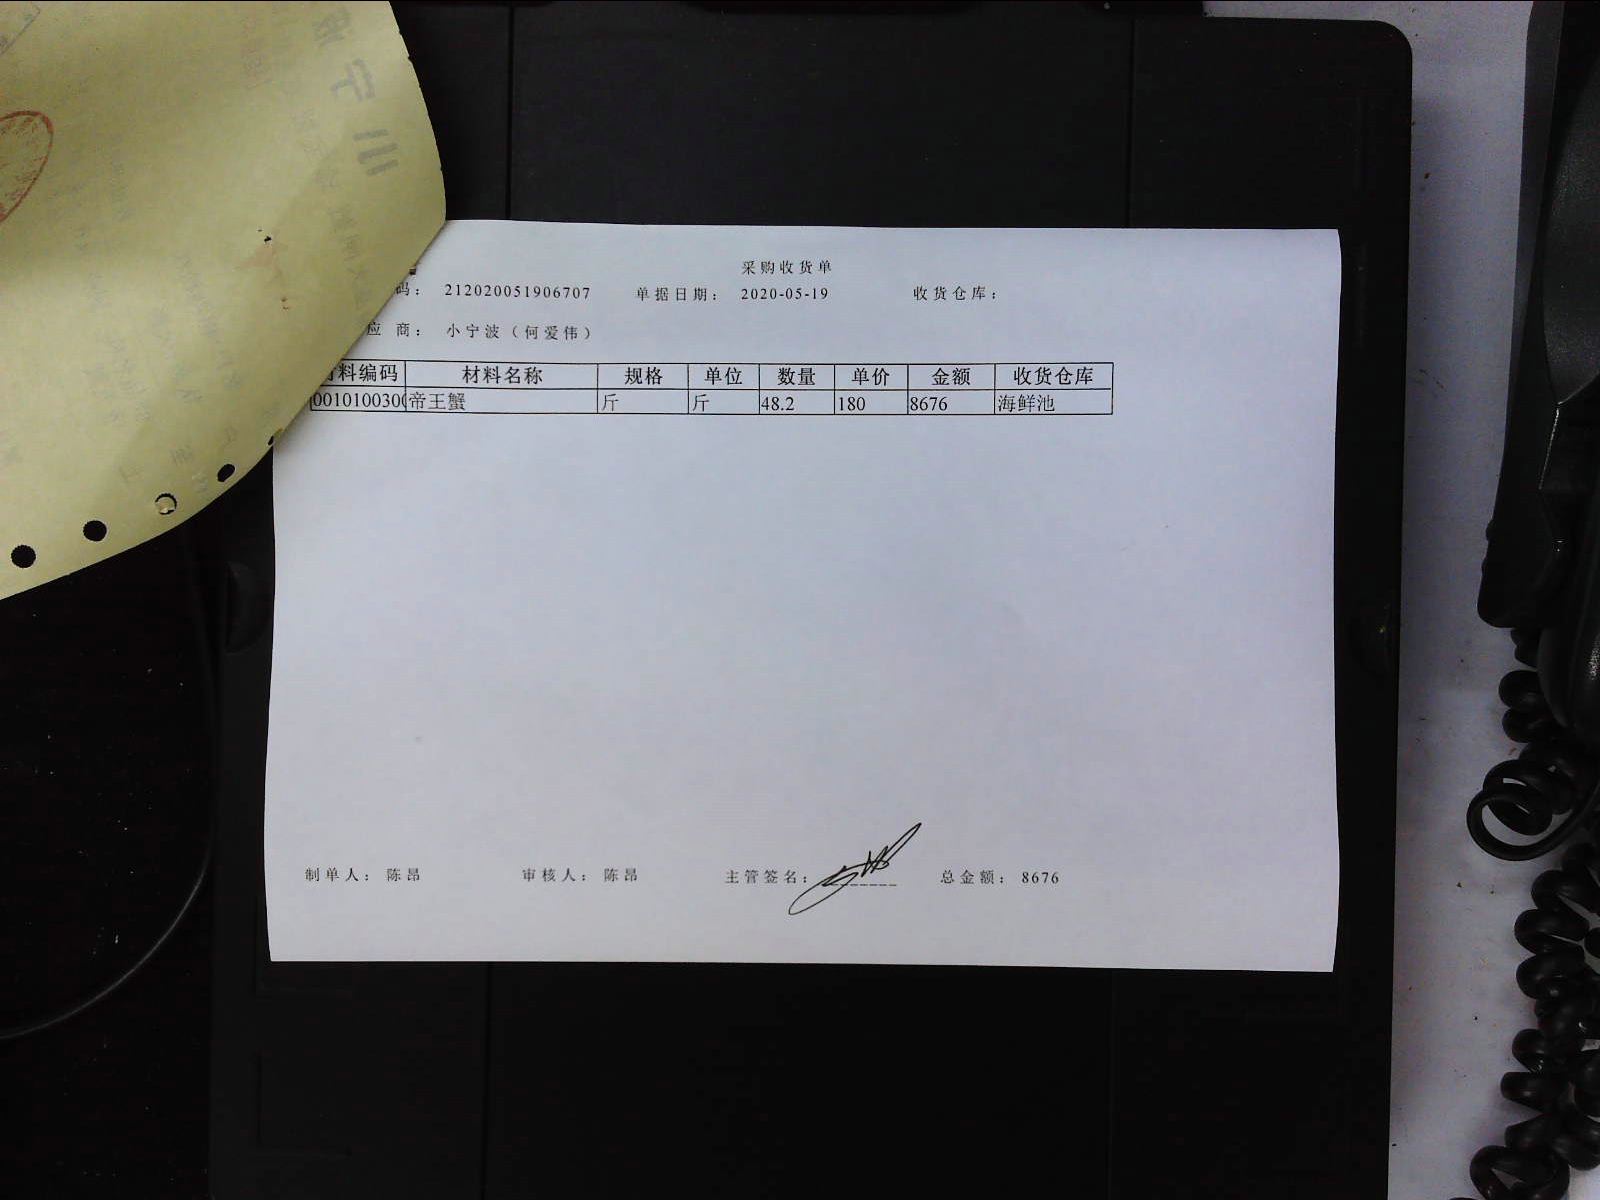 采购收货单
码： 212020051906707 单据日期： 2020-05-19 收货仓库：
应 商： 小宁波（何爱伟）
料编码 材料名称 规格 单位 数量 单价 金额 收货仓库
0010100300 帝王蟹 斤 斤 48.2 180 8676 海鲜池
制单人： 陈昂 审核人： 陈昂 主管签名： 总金额： 8676